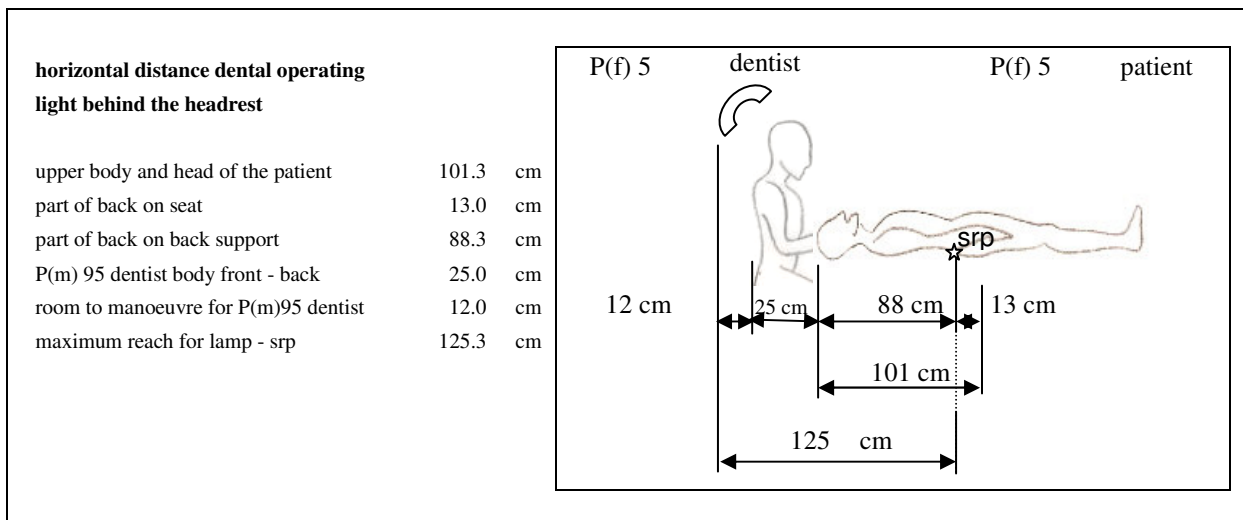 horizontal distance dental operating
light behind the headrest
upper body and head of the patient 101.3 cm
part of back on seat 13.0 cm
part of back on back support 88.3 cm
P(m) 95 dentist body front - back 25.0 cm
room to manoeuvre for P(m)95 dentist 12.0 cm
maximum reach for lamp - srp 125.3 cm
P(f) 5 dentist P(f) 5 patient
srp
12 cm 25 cm 88 cm 13 cm
101 cm
125 cm